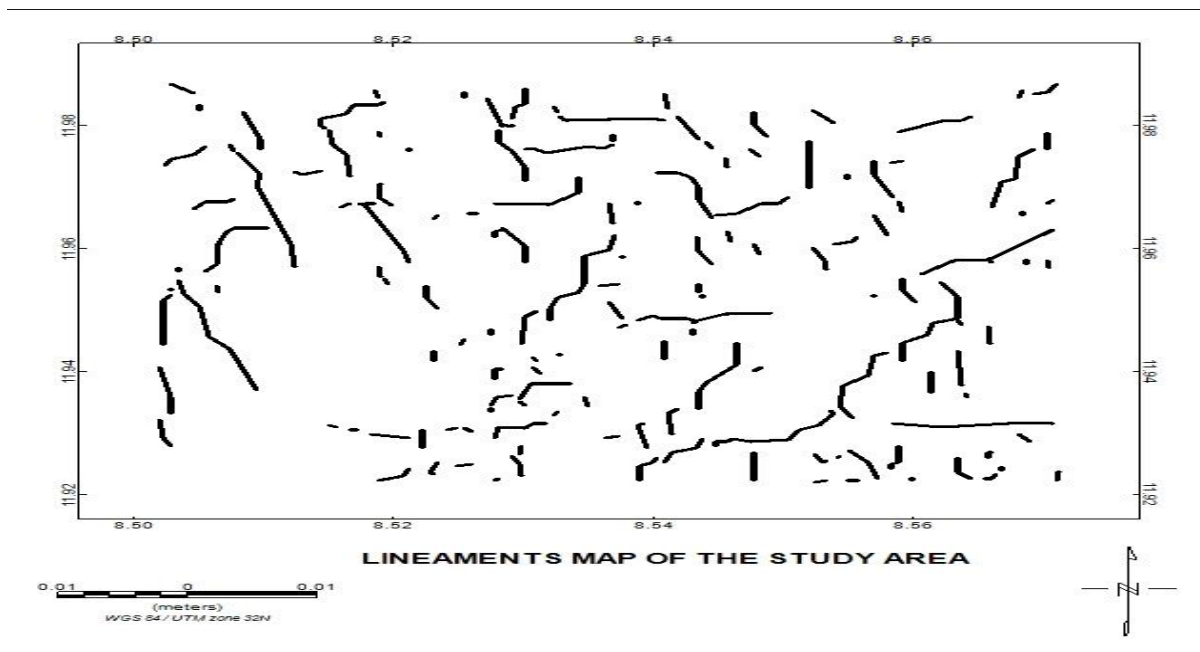 8.50 8.52 8.54 8.56
11.98 11.98
11.96 11.96
11.94 11.94
11.92 11.92
8.50 8.52 8.54 8.56
LINEAMENTS MAP OF THE STUDY AREA
0.01 0 0.01
(meters)
WGS 84 / UTM zone 32N
N